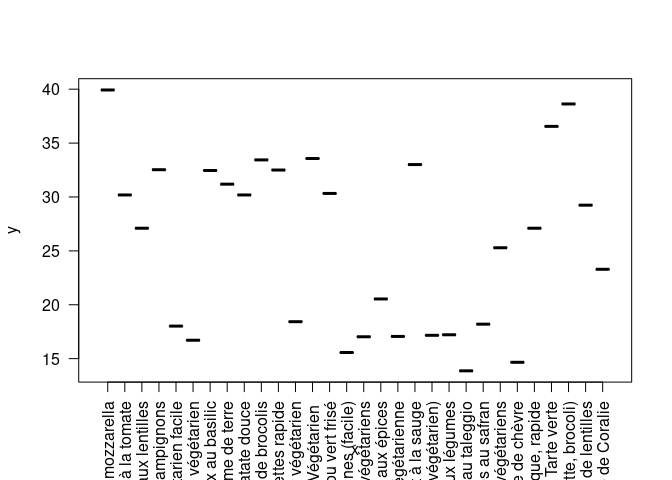 40
35
30
25
20
15
y
mozzarella
à la tomate
aux lentilles
ampignons
tarien facile
végétarien
x au basilic
me de terre
atate douce
de brocolis
ettes rapide
végétarien
Végétarien
ou vert frisé
nes (facile)
végétariens
aux épices
égétarienne
t à la sauge
végétarien)
ux légumes
au taleggio
s au safran
végétariens
e de chèvre
que, rapide
Tarte verte
tte, brocoli)
de lentilles
de Coralie